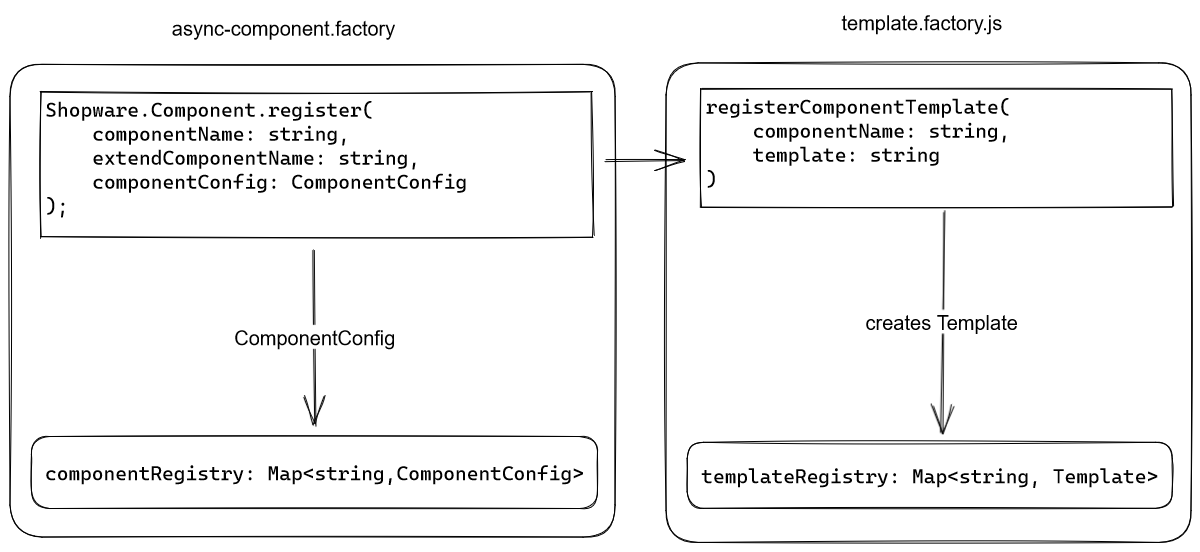 async-component.factory
Shopware.Component.register(
    componentName: string,
    extendComponentName: string,
    componentConfig: ComponentConfig
);
ComponentConfig
componentRegistry: Map<string,ComponentConfig>
template.factory.js
registerComponentTemplate(
    componentName: string,
    template: string
)
creates Template
templateRegistry: Map<string, Template>